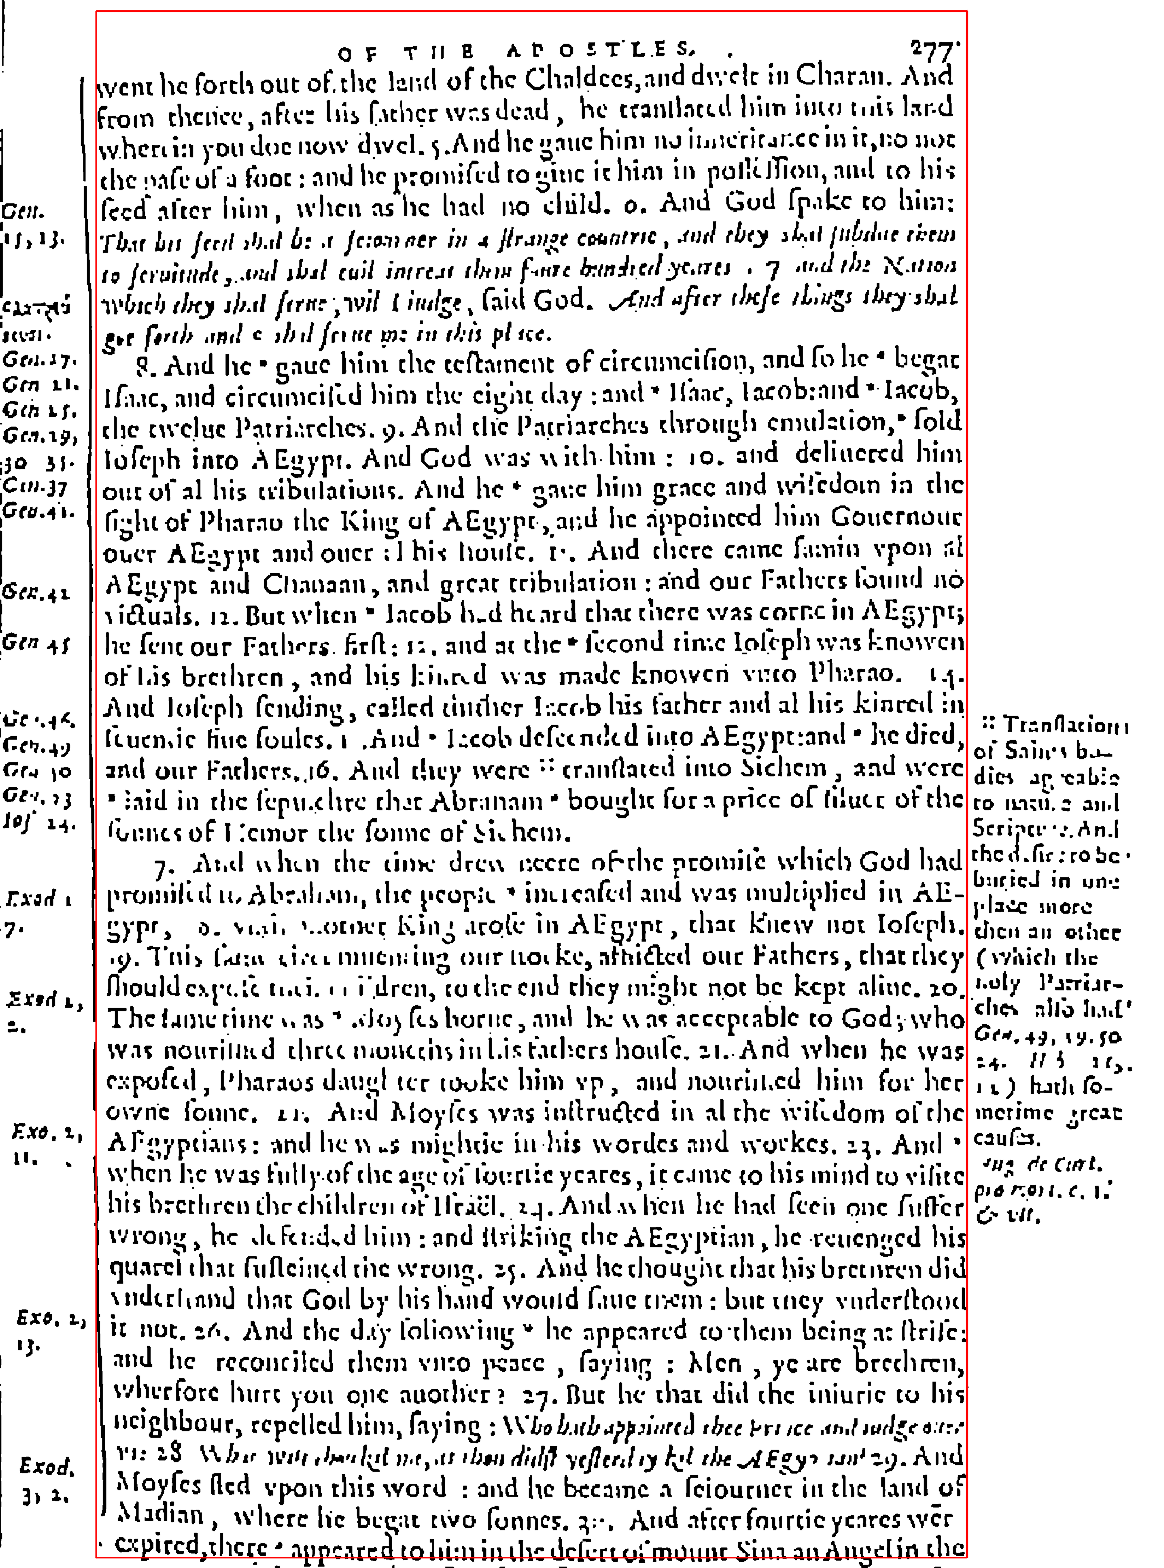 OF THE APOSTLES. 277
went he ſorth out of the land of the Chaldees, and dwelt in Charan. And
from thence, after his father was dead, he tranſlated him into this land
wherin you doe now dwel. 5. And he gaue him no inheritance in it, no not
the paſe of a foot: and he promiſed to giue it him in poſſeſſion, and to his
ſeed after him, when as he had no child. 6. And God ſpake to him:
That his ſeed ſhal be a ſeiourner in a ſtrange countrie, and they ſhal ſubdue them
to ſeruitude, and ſhal euil intreat them foure hundred yeares. 7 and the Nation
which they ſhal ſerue, wil I iudge, ſaid God. And after theſe things they ſhal
goe forth and ſhal ſerue me in this place.
8. And he * gaue him the teſtament of circumciſion, and ſo he * begat
Iſaac, and circumciſed him the eight day: and * Iſaac, Iacob: and * Iacob,
the twelue Patriarches. 9. And the Patriarches through emulation, * ſold
Ioſeph into AEgypt. And God was with him: 10. and deliuered him
out of al his tribulations. And he * gaue him grace and wiſedom in the
ſight of Pharao the King of AEgypt, and he appointed him Gouernour
ouer AEgypt and ouer al his houſe. 11. And there came famin vpon al
AEgypt and Chanaan, and great tribulation: and our Fathers found no
victuals. 12. But when * Iacob had heard that there was corne in AEgypt;
he ſent our Fathers firſt: 13. and at the * ſecond time Ioſeph was knowen
of his brethren, and his kinred was made knowen vnto Pharao. 14.
And Ioſeph ſending, called thither Iacob his father and al his kinred in
ſeuentie fiue ſoules. 15. And * Iacob deſcended into AEgypt: and * he died,
and our Fathers. 16. And they were :: tranſlated into Sichem, and were
* laid in the ſepulchre that Abraham * bought for a price of ſiluer of the
ſonnes of Hemor the ſonne of Sichem.
7. And when the time drew neere of the promiſe which God had
promiſed to Abraham, the people * increaſed and was multiplied in AE-
gypt, vntil another King aroſe in AEgypt, that knew not Ioſeph.
19. This ſame circumuenting our ſtocke, afflicted our Fathers, that they
ſhould expoſe their children, to the end they might not be kept aliue. 20.
The ſame time was * Moyſes borne, and he was acceptable to God, who
was nouriſhed three moneths in his fathers houſe. 21. And when he was
expoſed, Pharaos daughter tooke him vp, and nouriſhed him for her
owne ſonne. 22. And Moyſes was inſtructed in al the wiſedom of the
AEgyptians: and he was mightie in his wordes and workes. 23. And *
when he was fully of the age of fourtie yeares, it came to his mind to viſite
his brethren the children of Iſraël. 24. And when he had ſeen one ſuffer
wrong, he defended him: and ſtriking the AEgyptian, he reuenged his
quarel that ſuſteined the wrong. 25. And he thought that his brethren did
vnderſtand that God by his hand would ſaue them: but they vnderſtood
it not. 26. And the day following * he appeared to them being at ſtrife:
and he reconciled them vnto peace, ſaying: Men, ye are brethren,
wherfore hurt you one another? 27. But he that did the iniurie to his
neighbour, repelled him, ſaying: Who hath appointed thee Prince and iudge ouer
vs: 28 What wilt thou kil me, as thou didſt yeſterday kil the AEgyptian? 29. And
Moyſes fled vpon this word: and he became a ſeiourner in the land of
Madian, where he begat two ſonnes. 30. And after fourtie yeares wer
expired, there * appeared to him in the deſert of mount Sina an Angel in the
Gen.
15, 13.
Gen. 17.
Gen 21.
Gen 25.
Gen. 29,
30 35.
Gen. 37
Gen. 41.
Gen. 42
Gen 45
Gen. 46.
Gen. 49
Gen 50
Gen. 23
Ioſ 24.
Exod 1
7.
Exod 2,
2.
Exo. 2,
11.
Exo. 2,
13.
Exod.
3, 2.
:: Tranſlation
of Saints bo-
dies agreable
to nature and
Scripture. And
the deſire to be
buried in one
place more
then an other
(which the
holy Patriar-
ches alſo had
Gen. 49, 29. 50
24.
) hath ſo-
metime great
cauſes.
Aug. de Cura.
pro mort. c. 1.
& vlt.